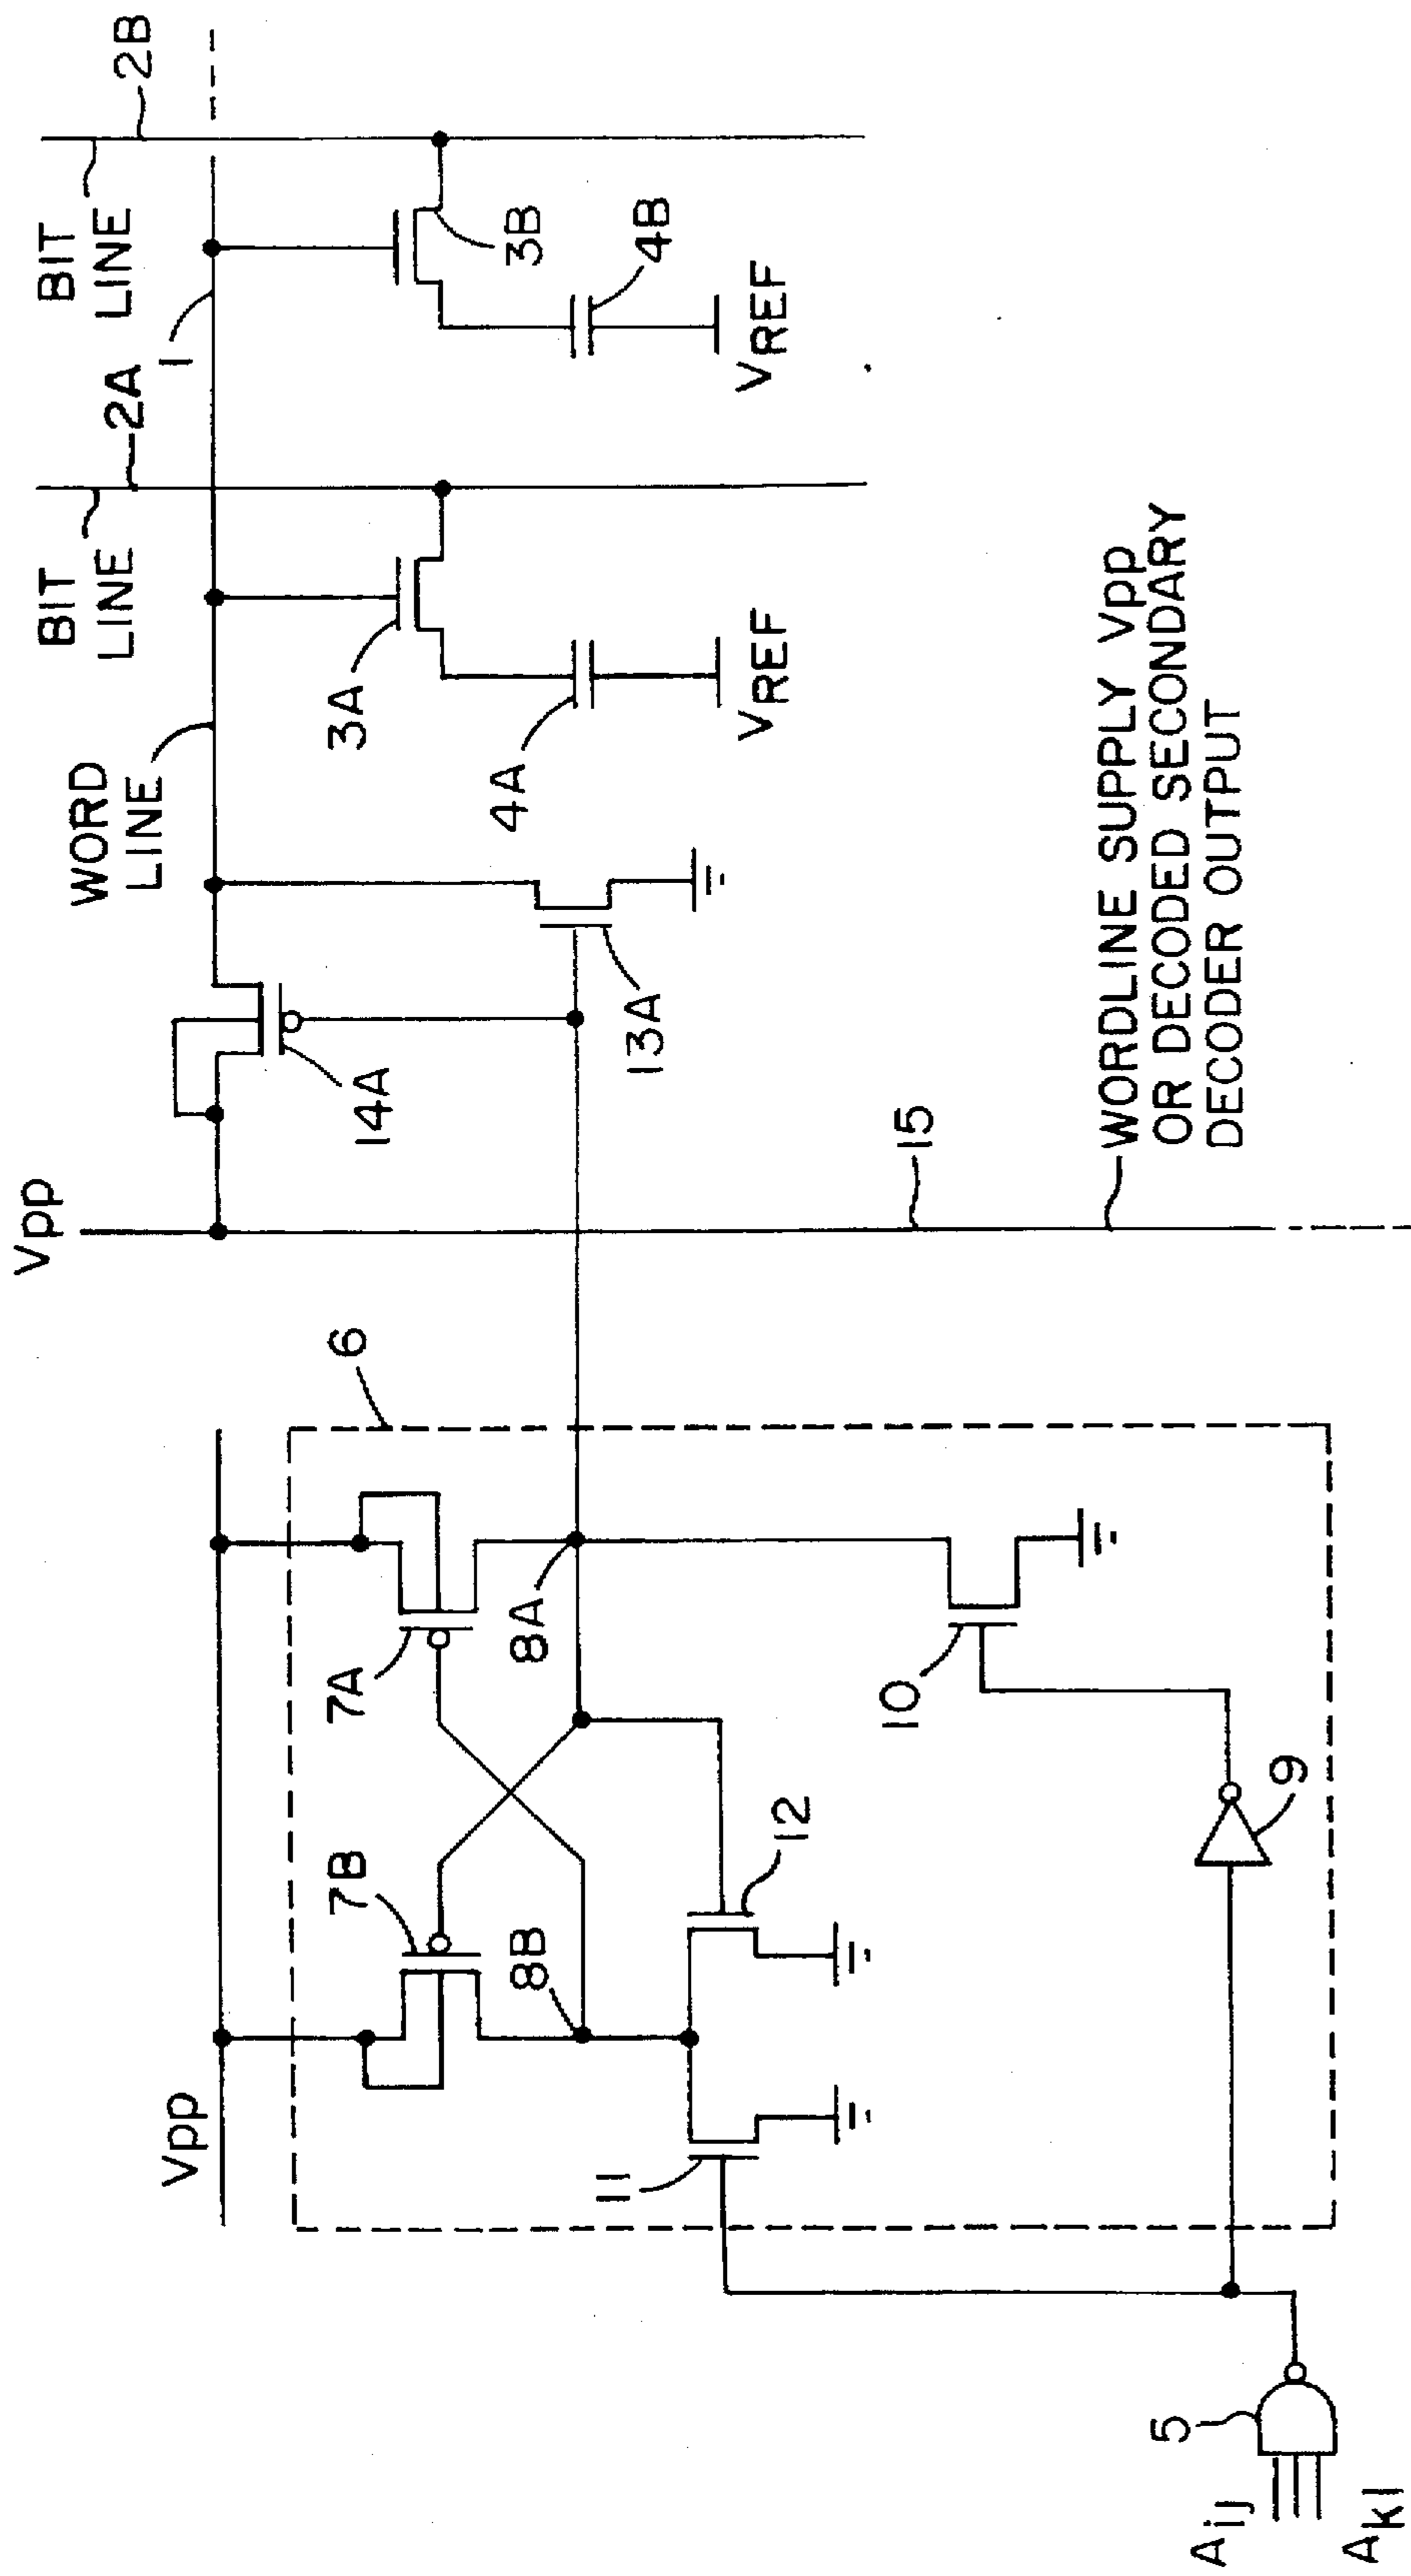 Vpp
6
7B
7A
8B
8A
11
12
10
9
5
Aij
Akl
Vpp
14A
13A
15
WORDLINE SUPPLY Vpp
OR DECODED SECONDARY
DECODER OUTPUT
WORD
LINE
BIT
LINE
2A
3A
4A
VREF
1
BIT
LINE
2B
3B
4B
VREF